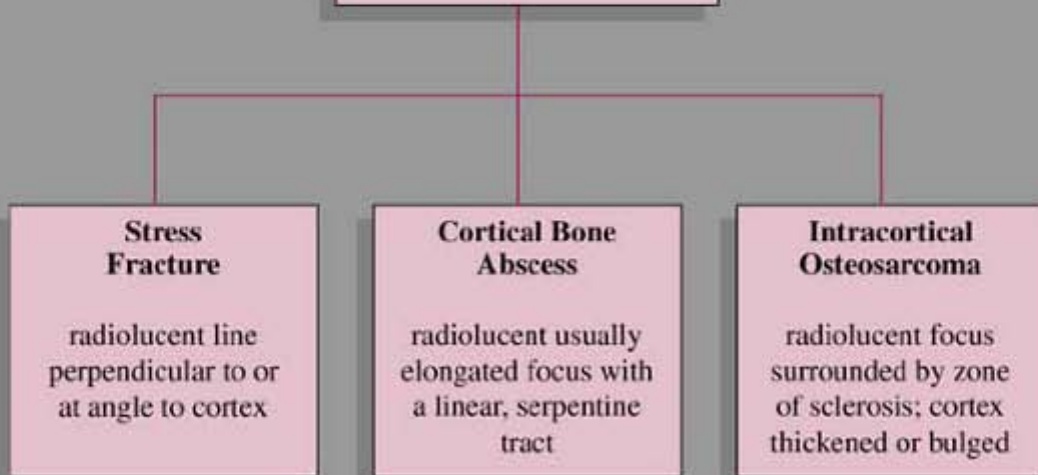 Stress
Fracture
radiolucent line
perpendicular to or
at angle to cortex
Cortical Bone
Abscess
radiolucent usually
elongated focus with
a linear, serpentine
tract
Intracortical
Osteosarcoma
radiolucent focus
surrounded by zone
of sclerosis; cortex
thickened or bulged